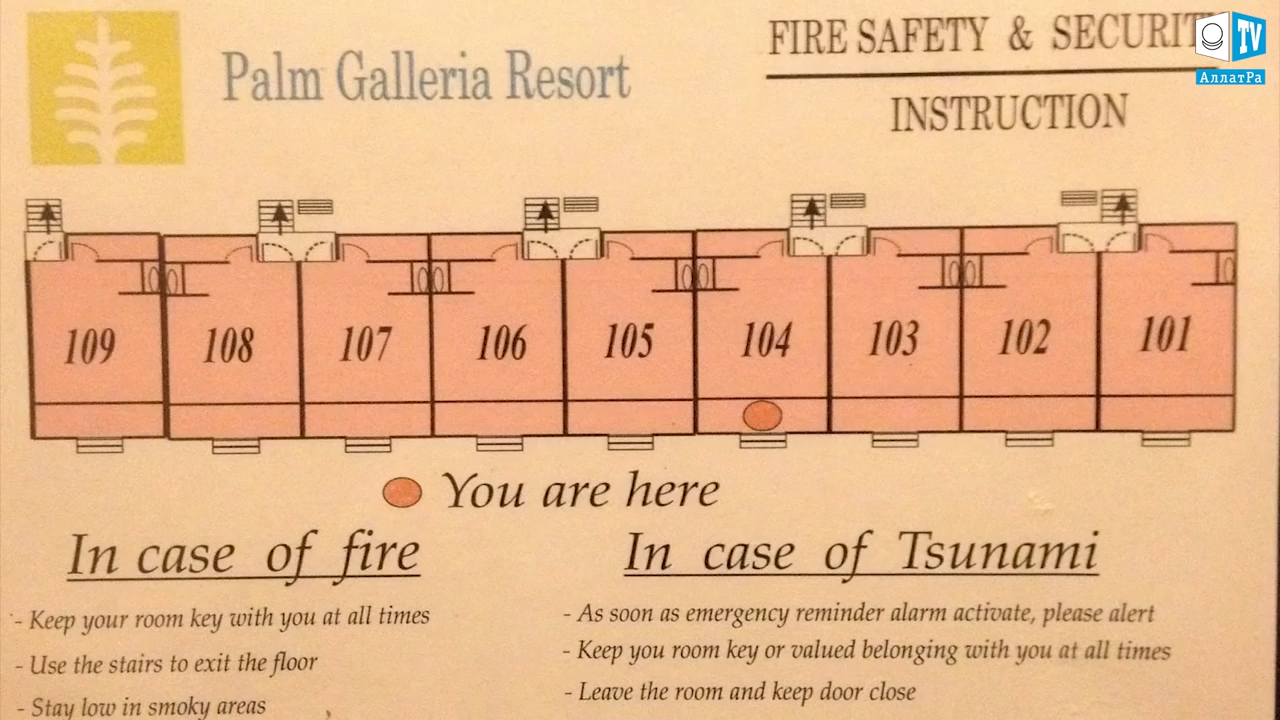 Palm Galleria Resort
FIRE SAFETY & SECURIT
INSTRUCTION
TV
АллатРа
109 108 107 106 105 104 103 102 101
You are here
In case of fire
- Keep your room key with you at all times
- Use the stairs to exit the floor
- Stay low in smoky areas
In case of Tsunami
- As soon as emergency reminder alarm activate, please alert
- Keep you room key or valued belonging with you at all times
- Leave the room and keep door close